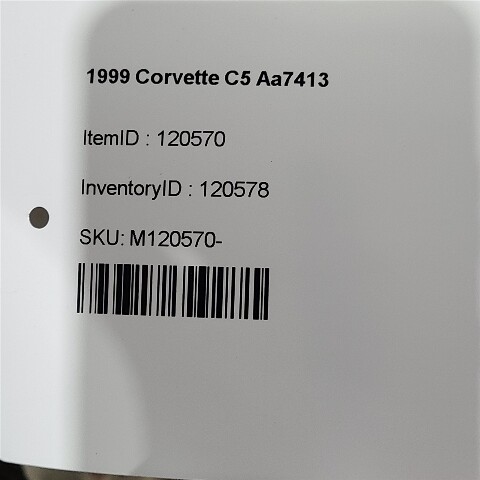 1999 Corvette C5 Aa7413
ItemID : 120570
InventoryID : 120578
SKU: M120570-